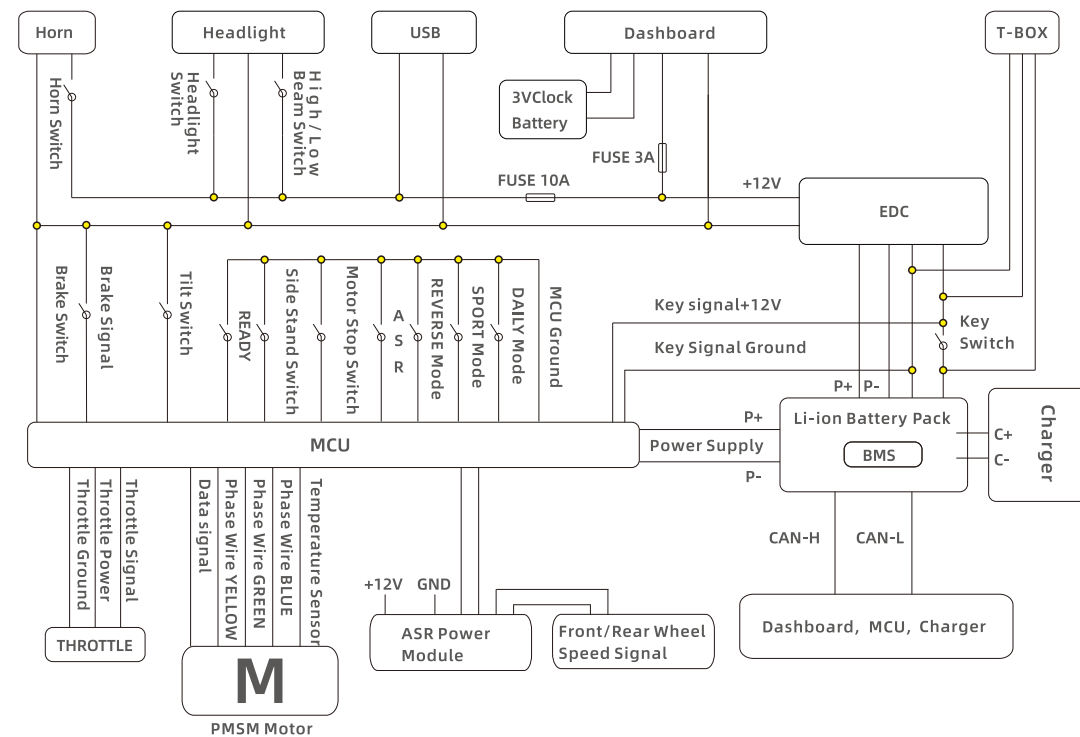 Horn
Headlight
USB
Dashboard
T-BOX
Horn Switch
Headlight
Switch
High/Low
Beam Switch
3VClock
Battery
FUSE 3A
FUSE 10A
+12V
EDC
Brake Switch
Brake Signal
Tilt Switch
READY
Side Stand Switch
Motor Stop Switch
A S R
REVERSE Mode
SPORT Mode
DAILY Mode
MCU Ground
Key signal+12V
Key Signal Ground
Key
Switch
P+
P-
MCU
P+
Power Supply
P-
Li-ion Battery Pack
BMS
C+
C-
Charger
Throttle Ground
Throttle Power
Throttle Signal
Data signal
Phase Wire YELLOW
Phase Wire GREEN
Phase Wire BLUE
Temperature Sensor
CAN-H
CAN-L
+12V
GND
THROTTLE
ASR Power
Module
Front/Rear Wheel
Speed Signal
Dashboard, MCU, Charger
M
PMSM Motor